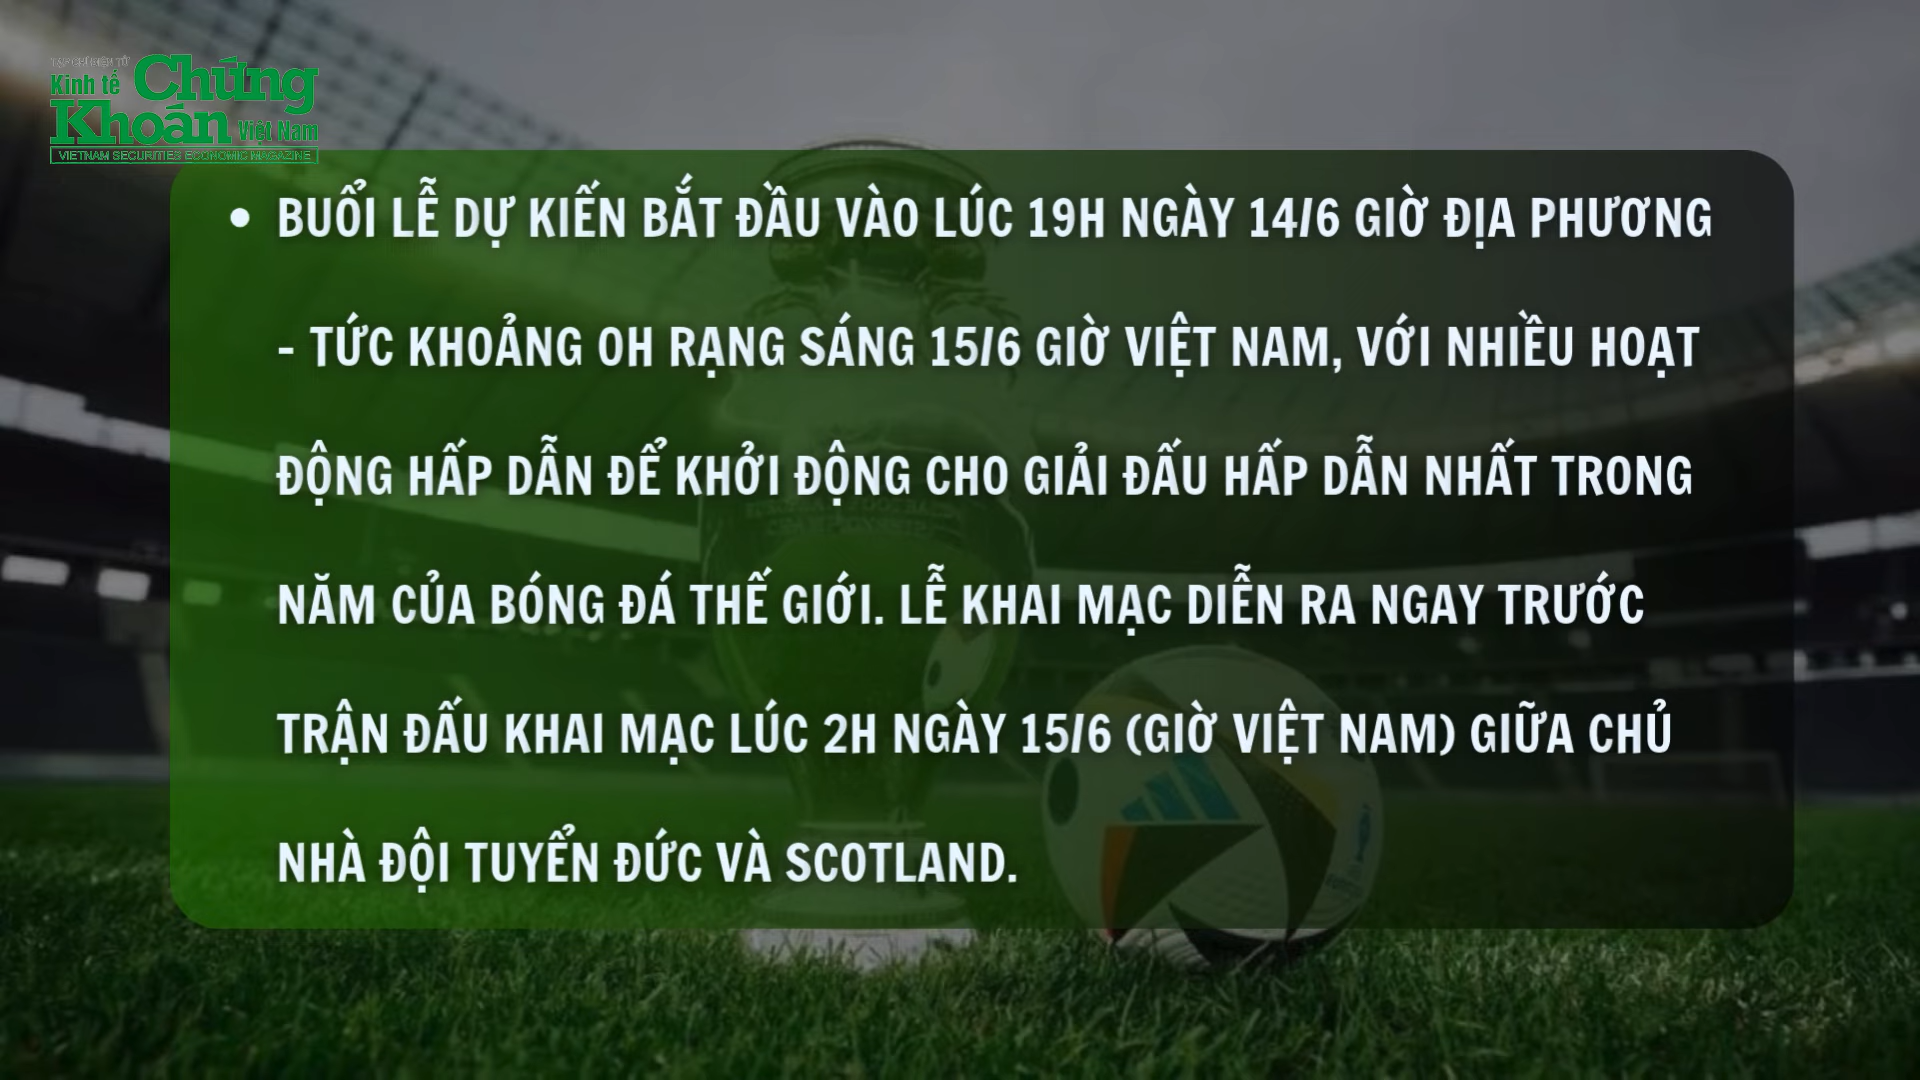 TẠP CHÍ ĐIỆN TỬ
Kinh tế Chứng
Khoán Việt Nam
VIETNAM SECURITIES ECONOMIC MAGAZINE
• BUỔI LỄ DỰ KIẾN BẮT ĐẦU VÀO LÚC 19H NGÀY 14/6 GIỜ ĐỊA PHƯƠNG
- TỨC KHOẢNG 0H RẠNG SÁNG 15/6 GIỜ VIỆT NAM, VỚI NHIỀU HOẠT
ĐỘNG HẤP DẪN ĐỂ KHỞI ĐỘNG CHO GIẢI ĐẤU HẤP DẪN NHẤT TRONG
NĂM CỦA BÓNG ĐÁ THẾ GIỚI. LỄ KHAI MẠC DIỄN RA NGAY TRƯỚC
TRẬN ĐẤU KHAI MẠC LÚC 2H NGÀY 15/6 (GIỜ VIỆT NAM) GIỮA CHỦ
NHÀ ĐỘI TUYỂN ĐỨC VÀ SCOTLAND.